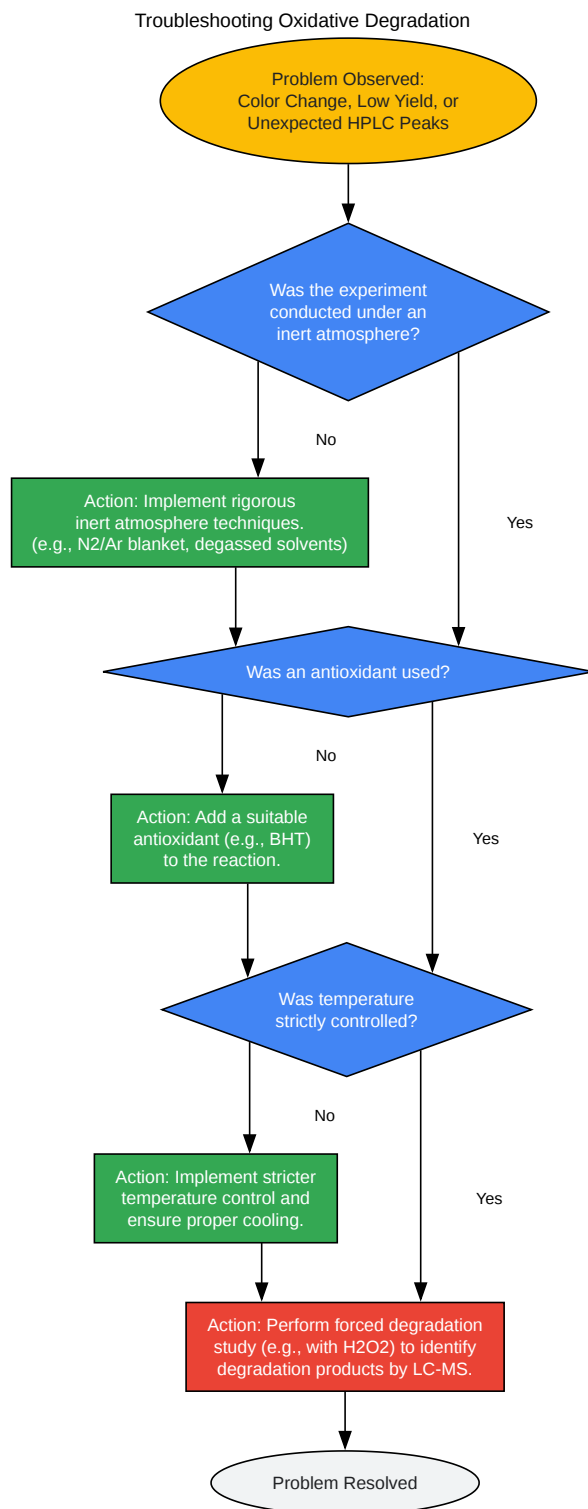 Troubleshooting Oxidative Degradation
Problem Observed:
Color Change, Low Yield, or
Unexpected HPLC Peaks
Was the experiment
conducted under an
inert atmosphere?
No
Action: Implement rigorous
inert atmosphere techniques.
(e.g., N2/Ar blanket, degassed solvents)
Yes
Was an antioxidant used?
No
Action: Add a suitable
antioxidant (e.g., BHT)
to the reaction.
Yes
Was temperature
strictly controlled?
No
Action: Implement stricter
temperature control and
ensure proper cooling.
Yes
Action: Perform forced degradation
study (e.g., with H2O2) to identify
degradation products by LC-MS.
Problem Resolved